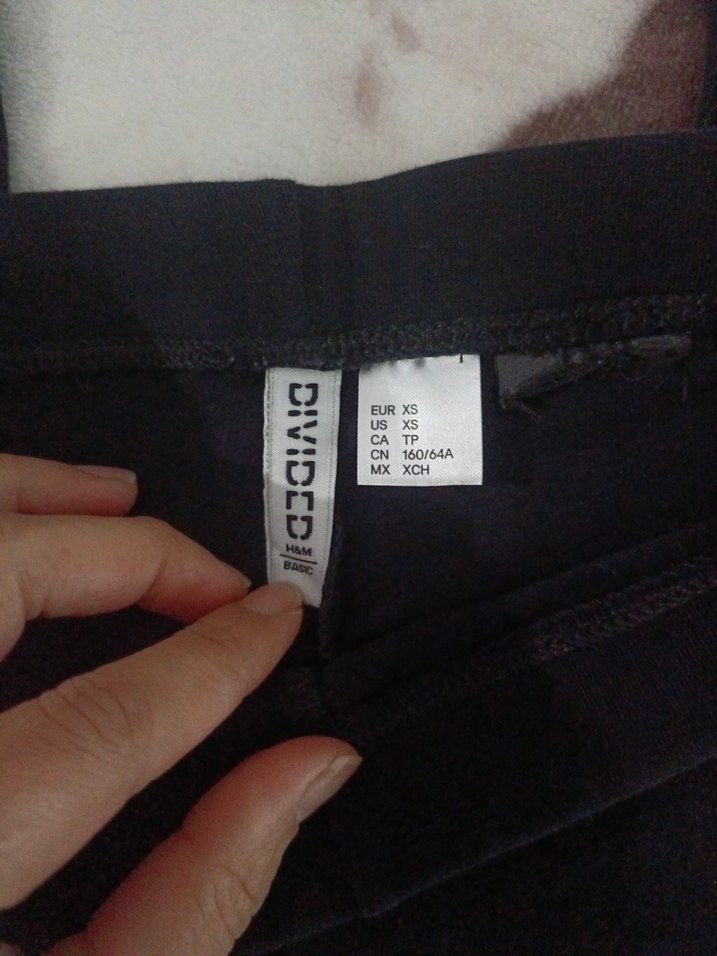 DIVIDED
H&M
BASIC
EUR XS
US XS
CA TP
CN 160/64A
MX XCH